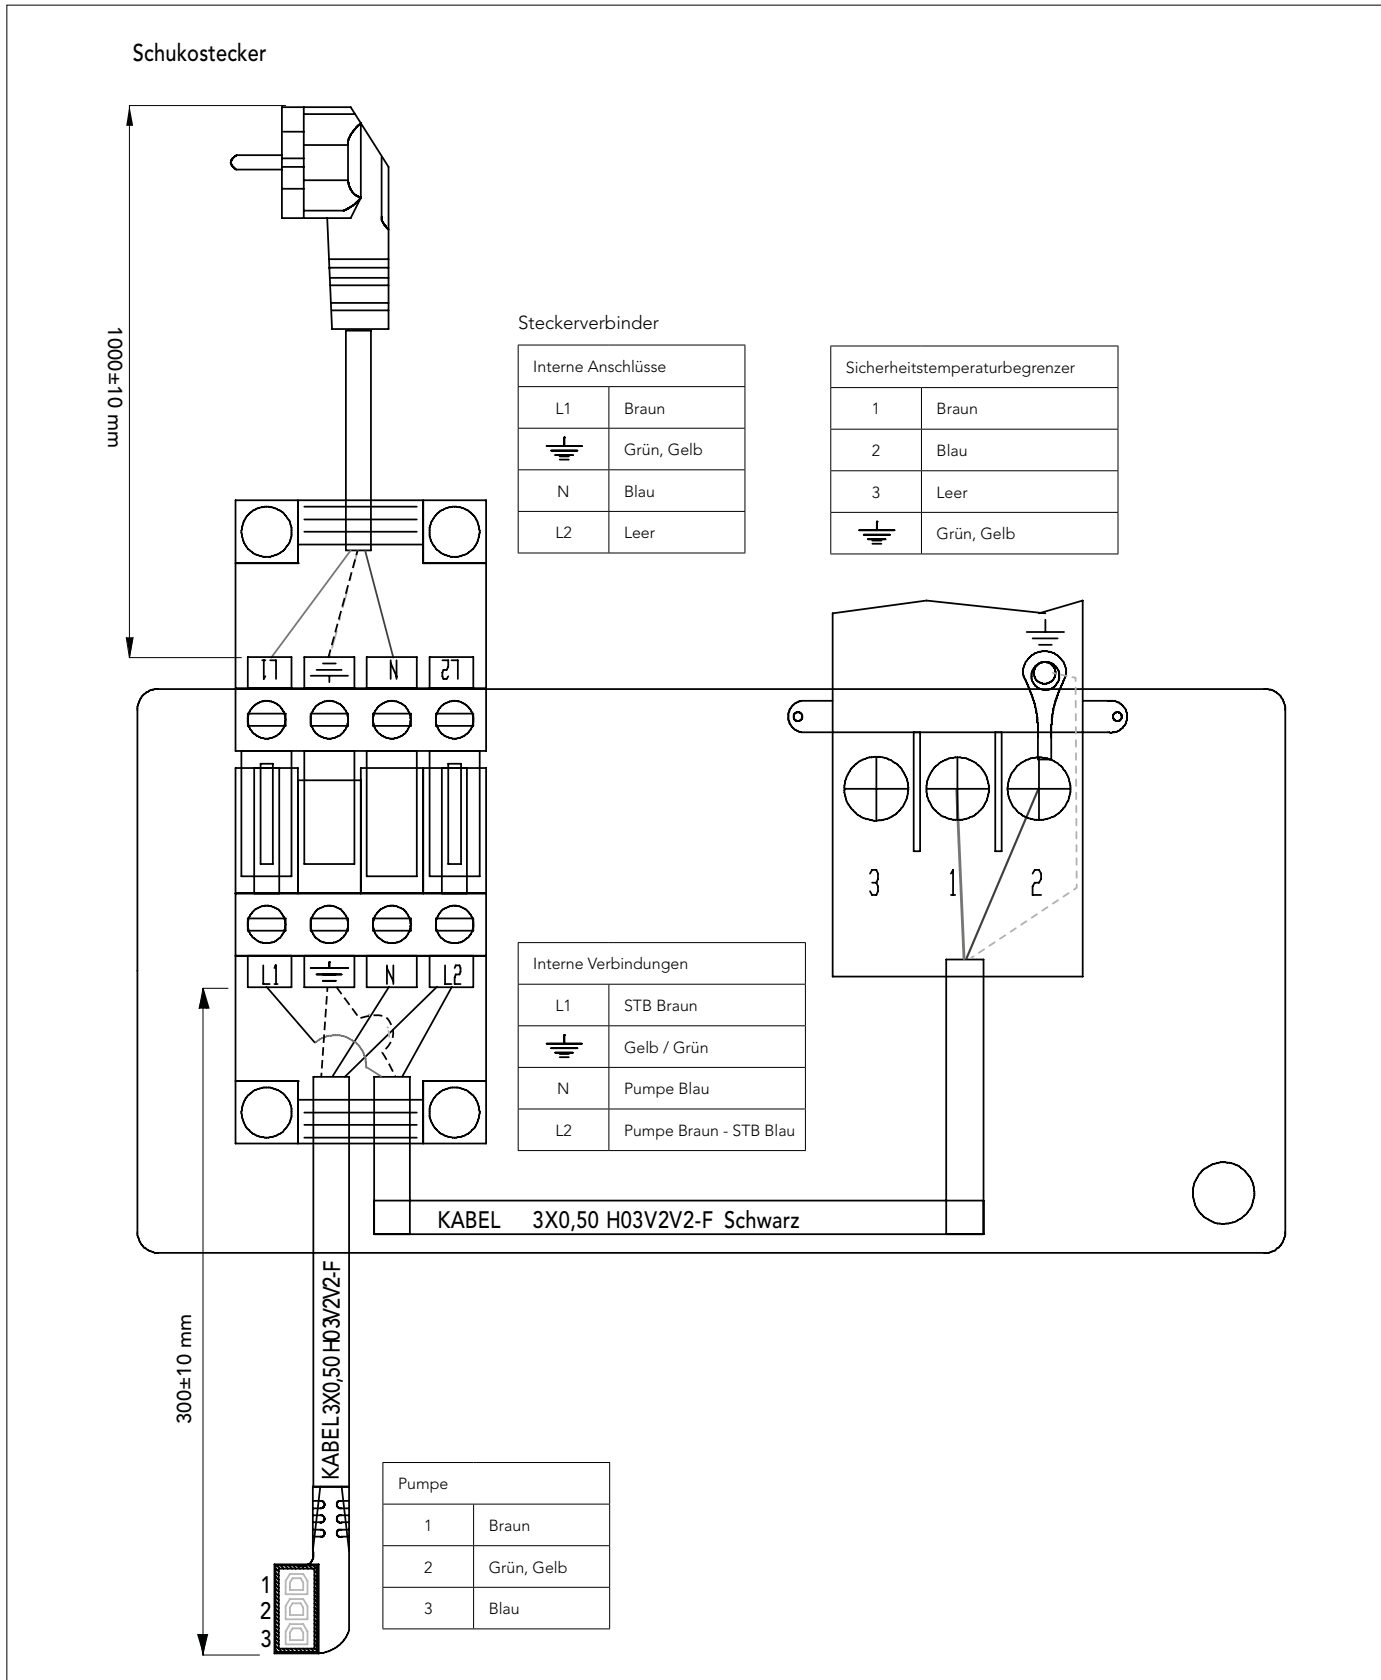 Schukostecker
1000±10 mm
Steckerverbinder
Interne Anschlüsse
L1 Braun
Grün, Gelb
N Blau
L2 Leer
Sicherheitstemperaturbegrenzer
1 Braun
2 Blau
3 Leer
Grün, Gelb
L1 N L2
3 1 2
L1 N L2
Interne Verbindungen
L1 STB Braun
Gelb / Grün
N Pumpe Blau
L2 Pumpe Braun - STB Blau
KABEL 3X0,50 H03V2V2-F Schwarz
300±10 mm
KABEL 3X0,50 H03V2V2-F
Pumpe
1 Braun
2 Grün, Gelb
3 Blau
1
2
3